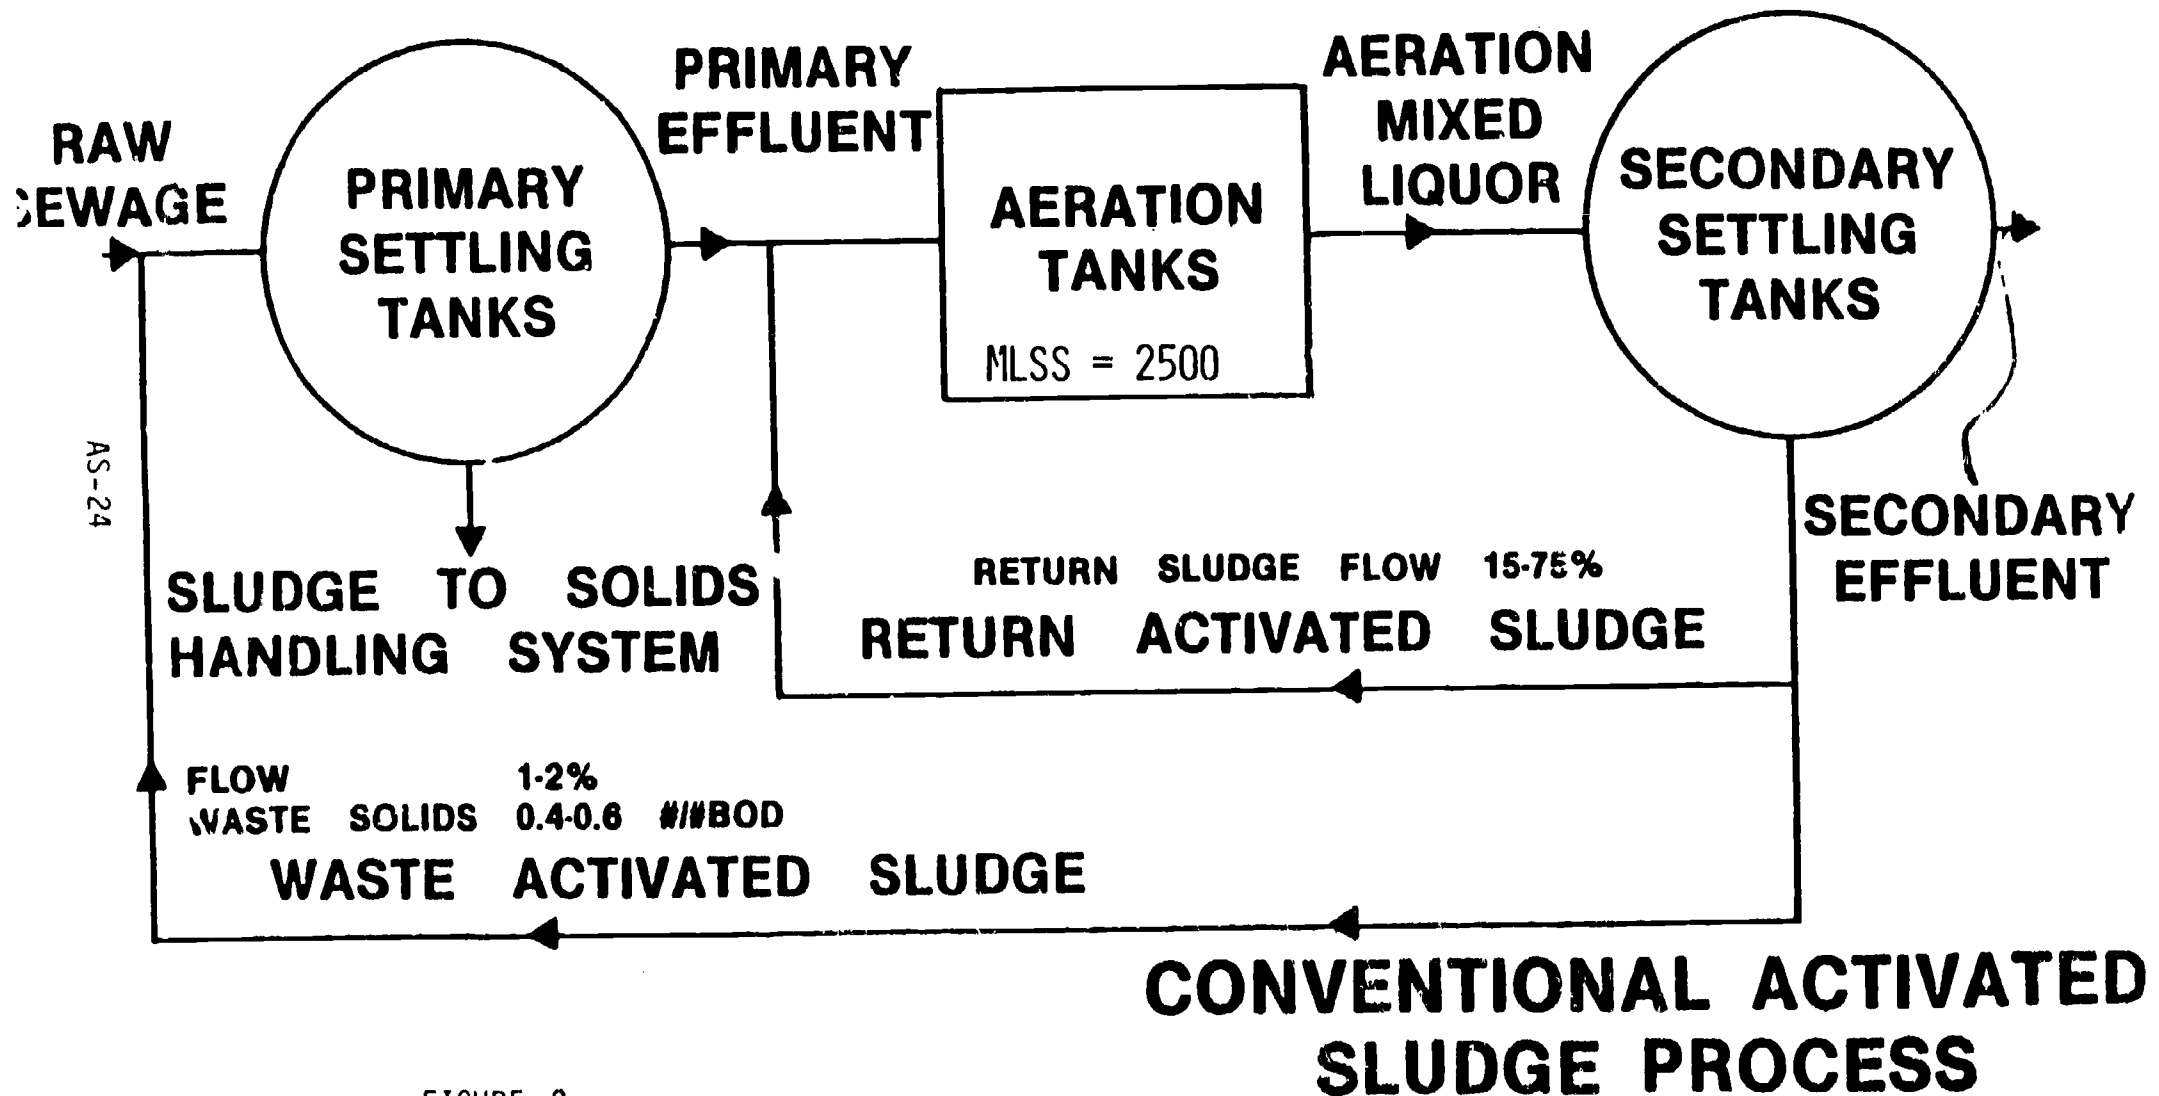 RAW
SEWAGE
PRIMARY
SETTLING
TANKS
PRIMARY
EFFLUENT
AERATION
TANKS
MLSS = 2500
AERATION
MIXED
LIQUOR
SECONDARY
SETTLING
TANKS
SECONDARY
EFFLUENT
AS-24
SLUDGE TO SOLIDS
HANDLING SYSTEM
RETURN SLUDGE FLOW 15-75%
RETURN ACTIVATED SLUDGE
FLOW 1-2%
WASTE SOLIDS 0.4-0.6 #/#BOD
WASTE ACTIVATED SLUDGE
CONVENTIONAL ACTIVATED
SLUDGE PROCESS
FIGURE